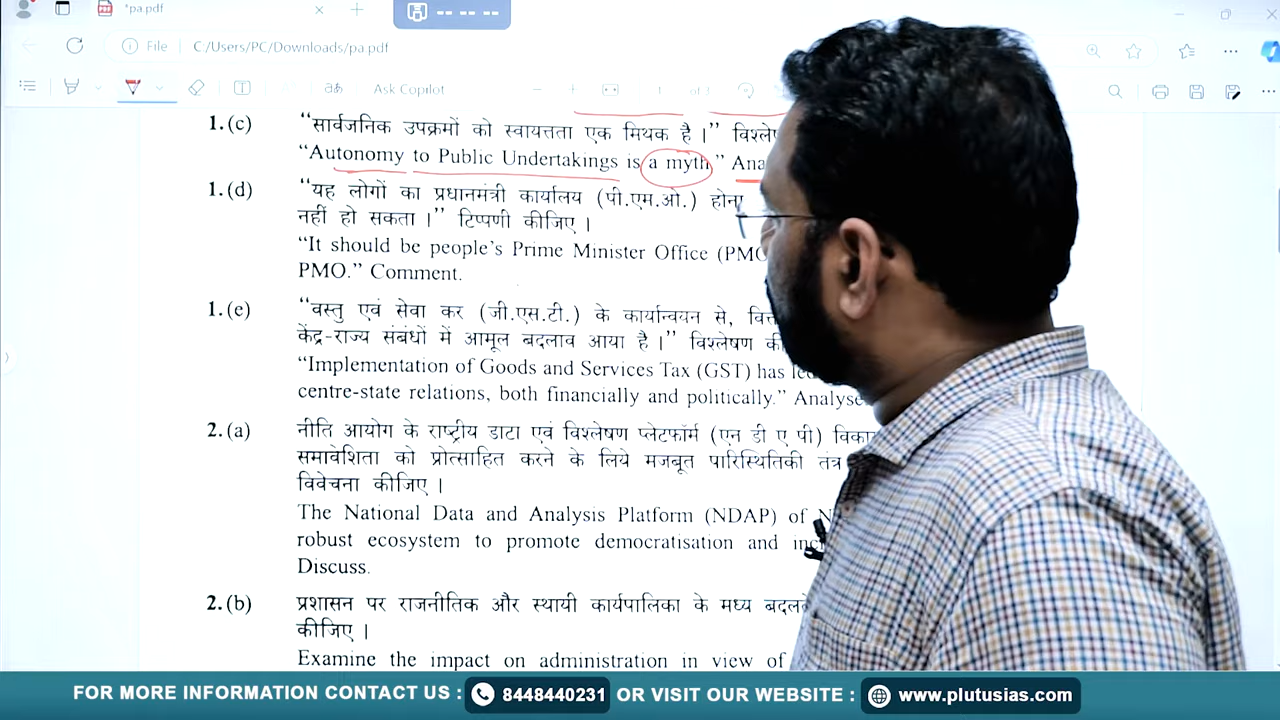 *pa.pdf
File C:/Users/PC/Downloads/pa.pdf
aあ Ask Copilot 1 of 3
1.(c) “सार्वजनिक उपक्रमों को स्वायत्तता एक मिथक है।”
“Autonomy to Public Undertakings is a myth.”
1.(d) “यह लोगों का प्रधानमंत्री कार्यालय (पी.एम.ओ.)
नहीं हो सकता।” टिप्पणी कीजिए।
“It should be people’s Prime Minister Office
PMO.” Comment.
1.(e) “वस्तु एवं सेवा कर (जी.एस.टी.) के कार्यान्वयन से,
केंद्र-राज्य संबंधों में आमूल बदलाव आया है।” विश्लेषण
“Implementation of Goods and Services Tax (GST) has
centre-state relations, both financially and politically.” Analyse
2.(a) नीति आयोग के राष्ट्रीय डाटा एवं विश्लेषण प्लेटफॉर्म (एन डी ए पी)
समावेशिता को प्रोत्साहित करने के लिये मजबूत पारिस्थितिकी तंत्र
विवेचना कीजिए।
The National Data and Analysis Platform (NDAP) of
robust ecosystem to promote democratisation and
Discuss.
2.(b) प्रशासन पर राजनीतिक और स्थायी कार्यपालिका के मध्य
कीजिए।
Examine the impact on administration in view of
FOR MORE INFORMATION CONTACT US : 8448440231 OR VISIT OUR WEBSITE : www.plutusias.com